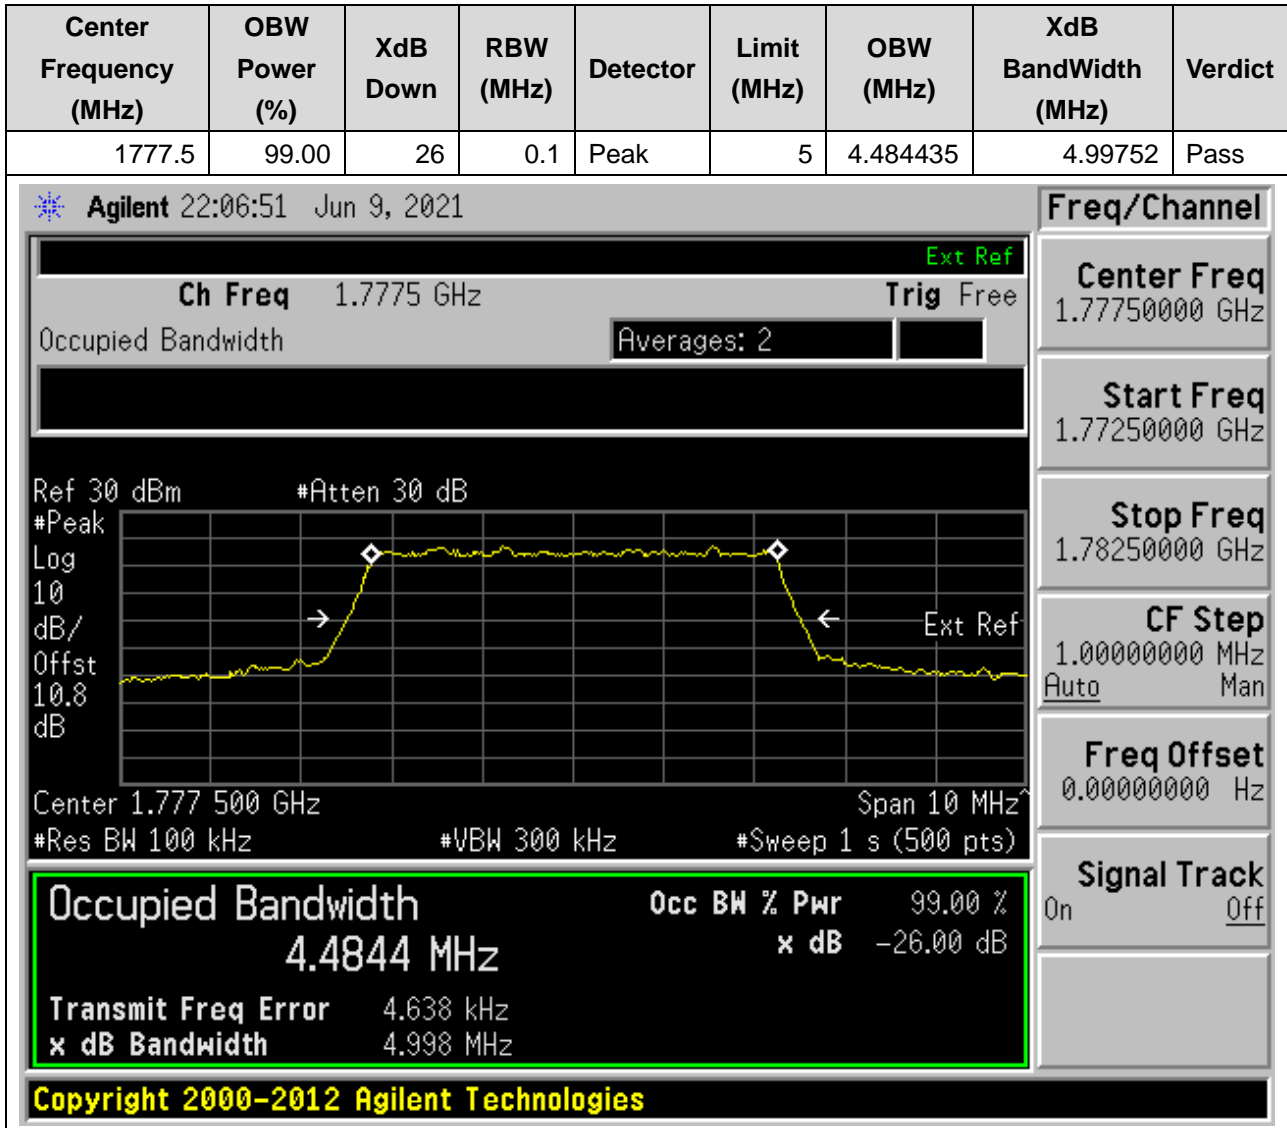 Center Frequency (MHz) OBW Power (%) XdB Down RBW (MHz) Detector Limit (MHz) OBW (MHz) XdB BandWidth (MHz) Verdict
1777.5 99.00 26 0.1 Peak 5 4.484435 4.99752 Pass
Agilent 22:06:51 Jun 9, 2021
Freq/Channel
Ext Ref
Ch Freq 1.7775 GHz Trig Free
Occupied Bandwidth Averages: 2
Center Freq
1.77750000 GHz
Start Freq
1.77250000 GHz
Stop Freq
1.78250000 GHz
CF Step
1.00000000 MHz
Auto Man
Freq Offset
0.00000000 Hz
Signal Track
On Off
Ref 30 dBm #Atten 30 dB
#Peak
Log
10
dB/
Offst
10.8
dB
Ext Ref
Center 1.777 500 GHz Span 10 MHz^
#Res BW 100 kHz #VBW 300 kHz #Sweep 1 s (500 pts)
Occupied Bandwidth Occ BW % Pwr 99.00 %
4.4844 MHz x dB -26.00 dB
Transmit Freq Error 4.638 kHz
x dB Bandwidth 4.998 MHz
Copyright 2000-2012 Agilent Technologies